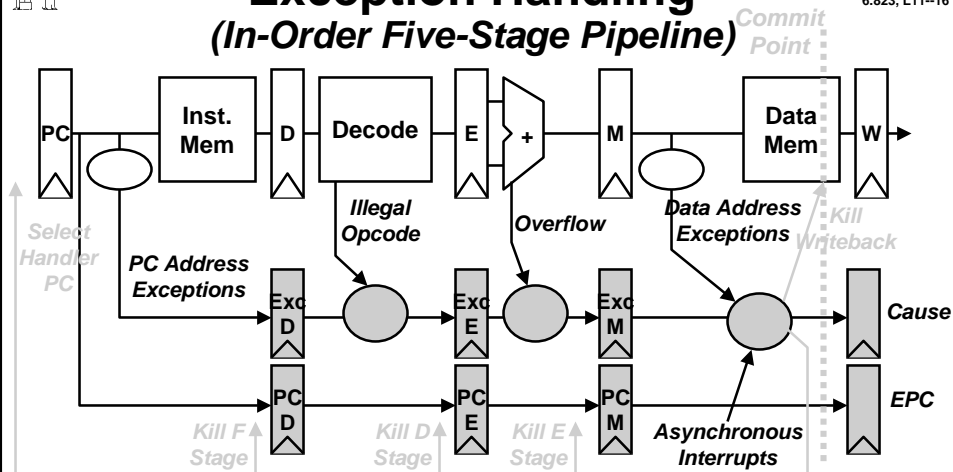 Exception Handling
6.823, L11--16
(In-Order Five-Stage Pipeline)
Commit
Point
PC
Inst.
Mem
D
Decode
E
+
M
Data
Mem
W
Illegal
Opcode
Overflow
Data Address
Exceptions
Kill
Writeback
Select
Handler
PC
PC Address
Exceptions
Exc
D
Exc
E
Exc
M
Cause
PC
D
PC
E
PC
M
EPC
Kill F
Stage
Kill D
Stage
Kill E
Stage
Asynchronous
Interrupts